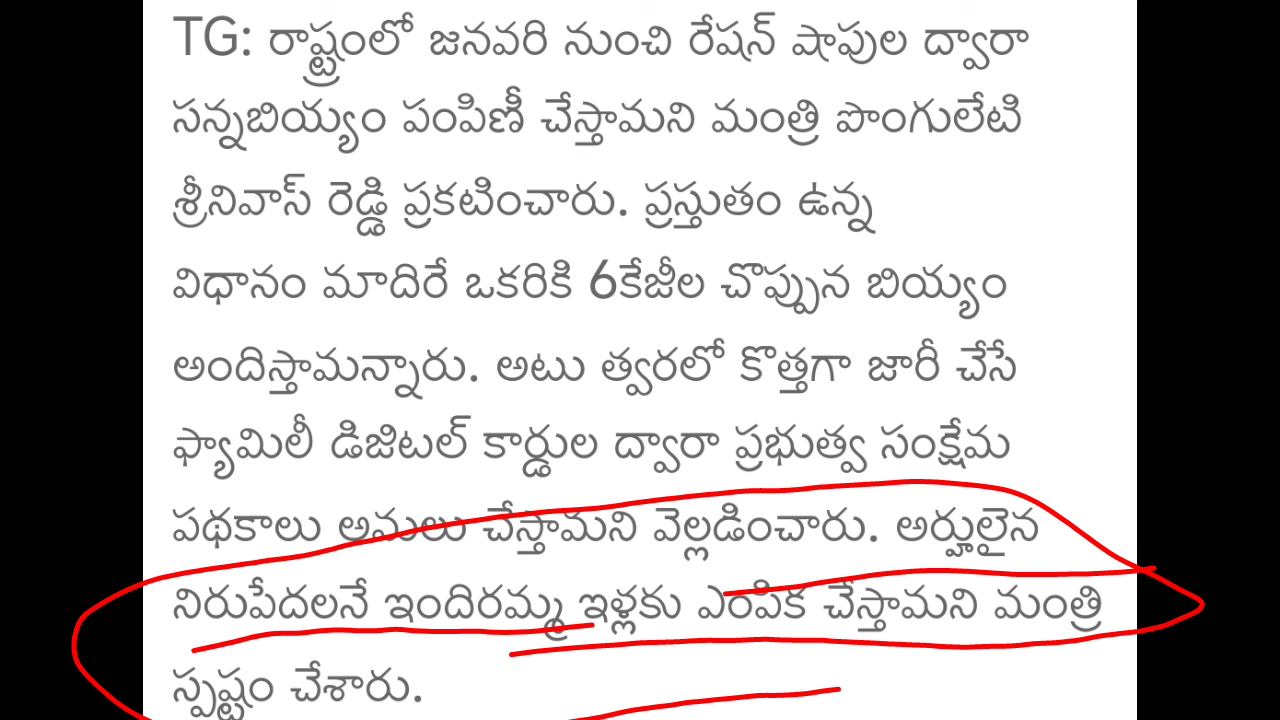 TG: రాష్ట్రంలో జనవరి నుంచి రేషన్ షాపుల ద్వారా
సన్నబియ్యం పంపిణీ చేస్తామని మంత్రి పొంగులేటి
శ్రీనివాస్ రెడ్డి ప్రకటించారు. ప్రస్తుతం ఉన్న
విధానం మాదిరే ఒకరికి 6కేజీల చొప్పున బియ్యం
అందిస్తామన్నారు. అటు త్వరలో కొత్తగా జారీ చేసే
ఫ్యామిలీ డిజిటల్ కార్డుల ద్వారా ప్రభుత్వ సంక్షేమ
పథకాలు అమలు చేస్తామని వెల్లడించారు. అర్హులైన
నిరుపేదలనే ఇందిరమ్మ ఇళ్లకు ఎంపిక చేస్తామని మంత్రి
స్పష్టం చేశారు.